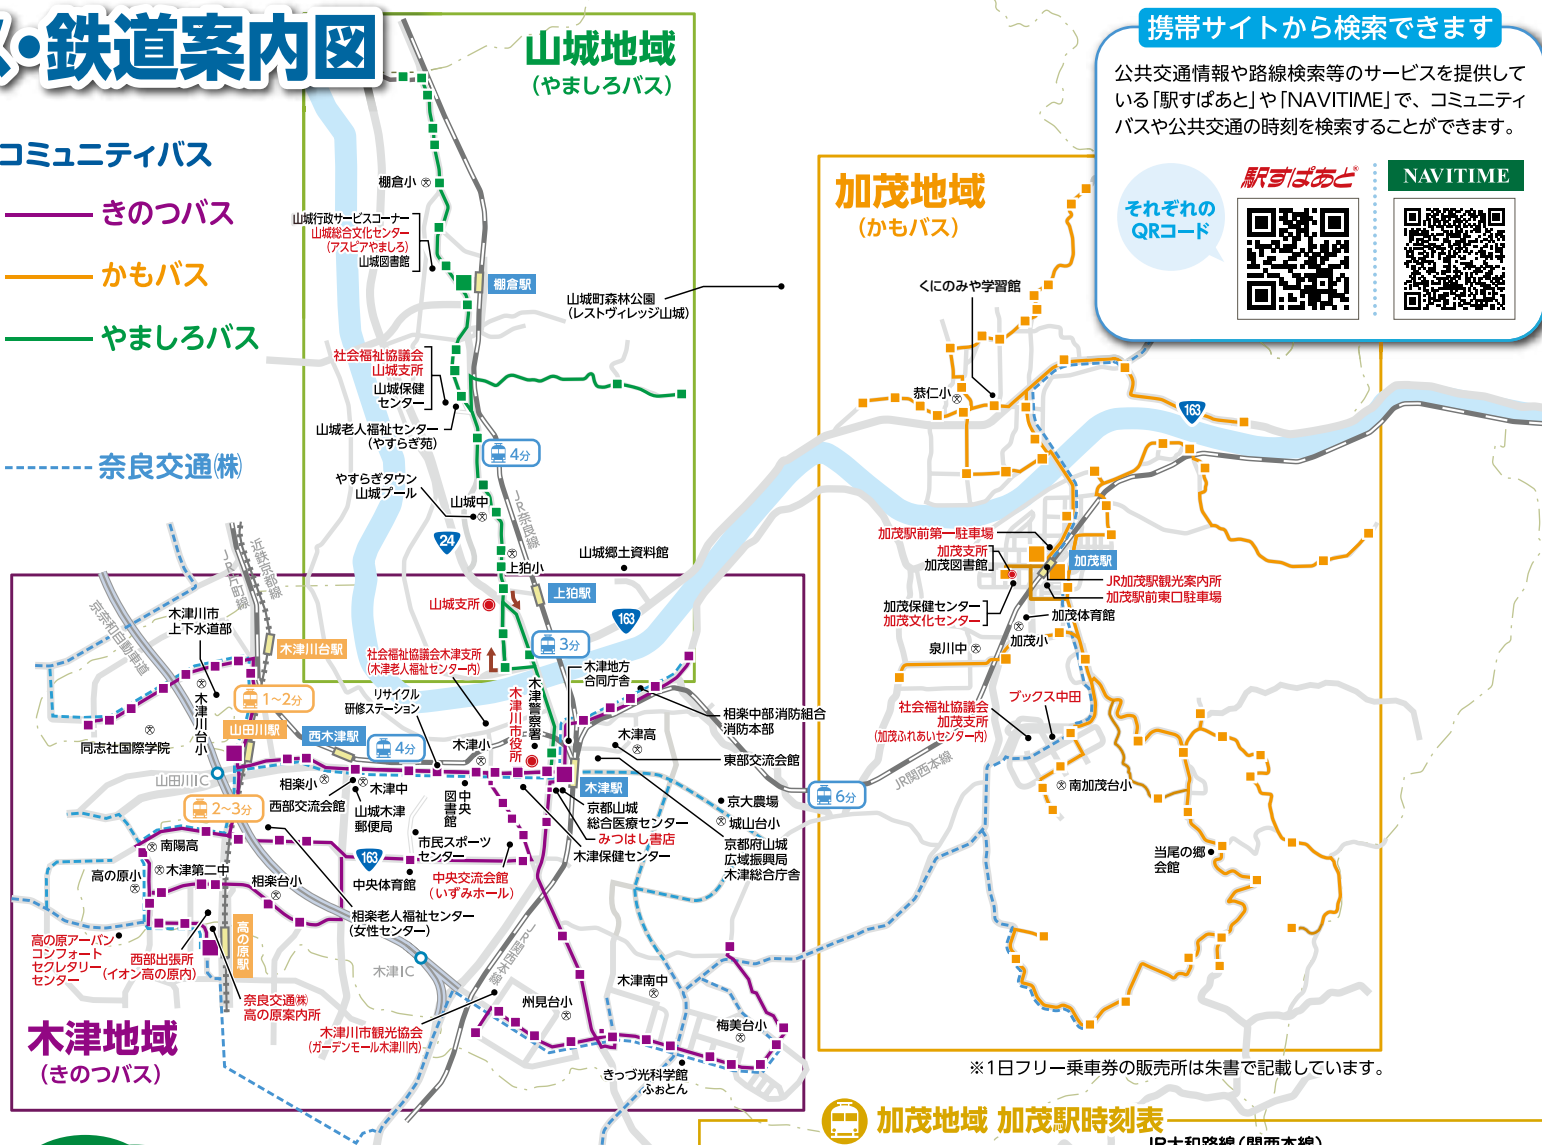 ス・鉄道案内図
コミュニティバス
きのつバス
かもバス
やましろバス
奈良交通㈱
山城地域
(やましろバス)
棚倉小
山城行政サービスコーナー
山城総合文化センター
(アスピアやましろ)
山城図書館
棚倉駅
山城町森林公園
(レストヴィレッジ山城)
社会福祉協議会
山城支所
山城保健
センター
山城老人福祉センター
(やすらぎ苑)
4分
やすらぎタウン
山城プール
山城中
JR奈良線
24
上狛小
山城郷土資料館
上狛駅
山城支所
163
3分
携帯サイトから検索できます
公共交通情報や路線検索等のサービスを提供して
いる「駅すぱあと」や「NAVITIME」で、コミュニティ
バスや公共交通の時刻を検索することができます。
それぞれの
QRコード
駅すぱあと
NAVITIME
加茂地域
(かもバス)
くにのみや学習館
恭仁小
163
加茂駅前第一駐車場
加茂支所
加茂図書館
加茂駅
JR加茂駅観光案内所
加茂駅前東口駐車場
加茂保健センター
加茂文化センター
加茂体育館
加茂小
泉川中
ブックス中田
社会福祉協議会
加茂支所
(加茂ふれあいセンター内)
JR関西本線
6分
南加茂台小
当尾の郷
会館
近鉄京都線
JR片町線
京奈和自動車道
木津川市
上下水道部
木津川台駅
木津川台小
1〜2分
同志社国際学院
山田川駅
西木津駅
4分
山田川IC
2〜3分
社会福祉協議会木津支所
(木津老人福祉センター内)
リサイクル
研修ステーション
木津小
木津川市役所
木津警察署
木津地方
合同庁舎
相楽中部消防組合
消防本部
木津高
東部交流会館
木津駅
相楽小
木津中
西部交流会館
山城木津
郵便局
中央
図書館
京都山城
総合医療センター
みつはし書店
木津保健センター
京大農場
城山台小
京都府山城
広域振興局
木津総合庁舎
市民スポーツ
センター
163
中央体育館
中央交流会館
(いずみホール)
南陽高
高の原小
木津第二中
相楽台小
相楽老人福祉センター
(女性センター)
高の原駅
高の原アーバン
コンフォート
セクレタリー
センター
西部出張所
(イオン高の原内)
奈良交通㈱
高の原案内所
木津IC
JR関西本線
木津川市観光協会
(ガーデンモール木津川内)
州見台小
木津南中
梅美台小
きっづ光科学館
ふぉとん
木津地域
(きのつバス)
※1日フリー乗車券の販売所は朱書で記載しています。
加茂地域 加茂駅時刻表
JR大和路線(関西本線)